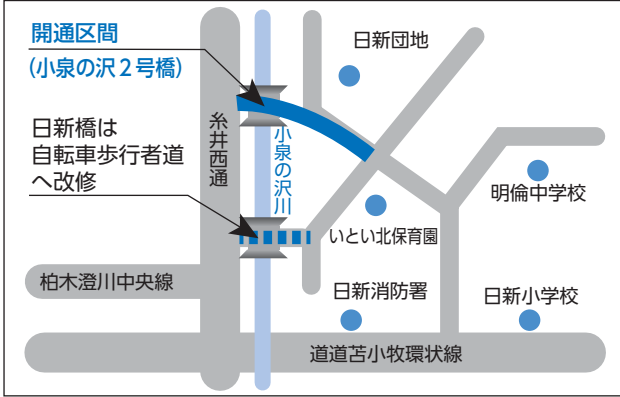 開通区間
(小泉の沢2号橋)
日新橋は
自転車歩行者道
へ改修
糸井西通
小泉の沢川
日新団地
明倫中学校
いとい北保育園
柏木澄川中央線
日新消防署
日新小学校
道道苫小牧環状線